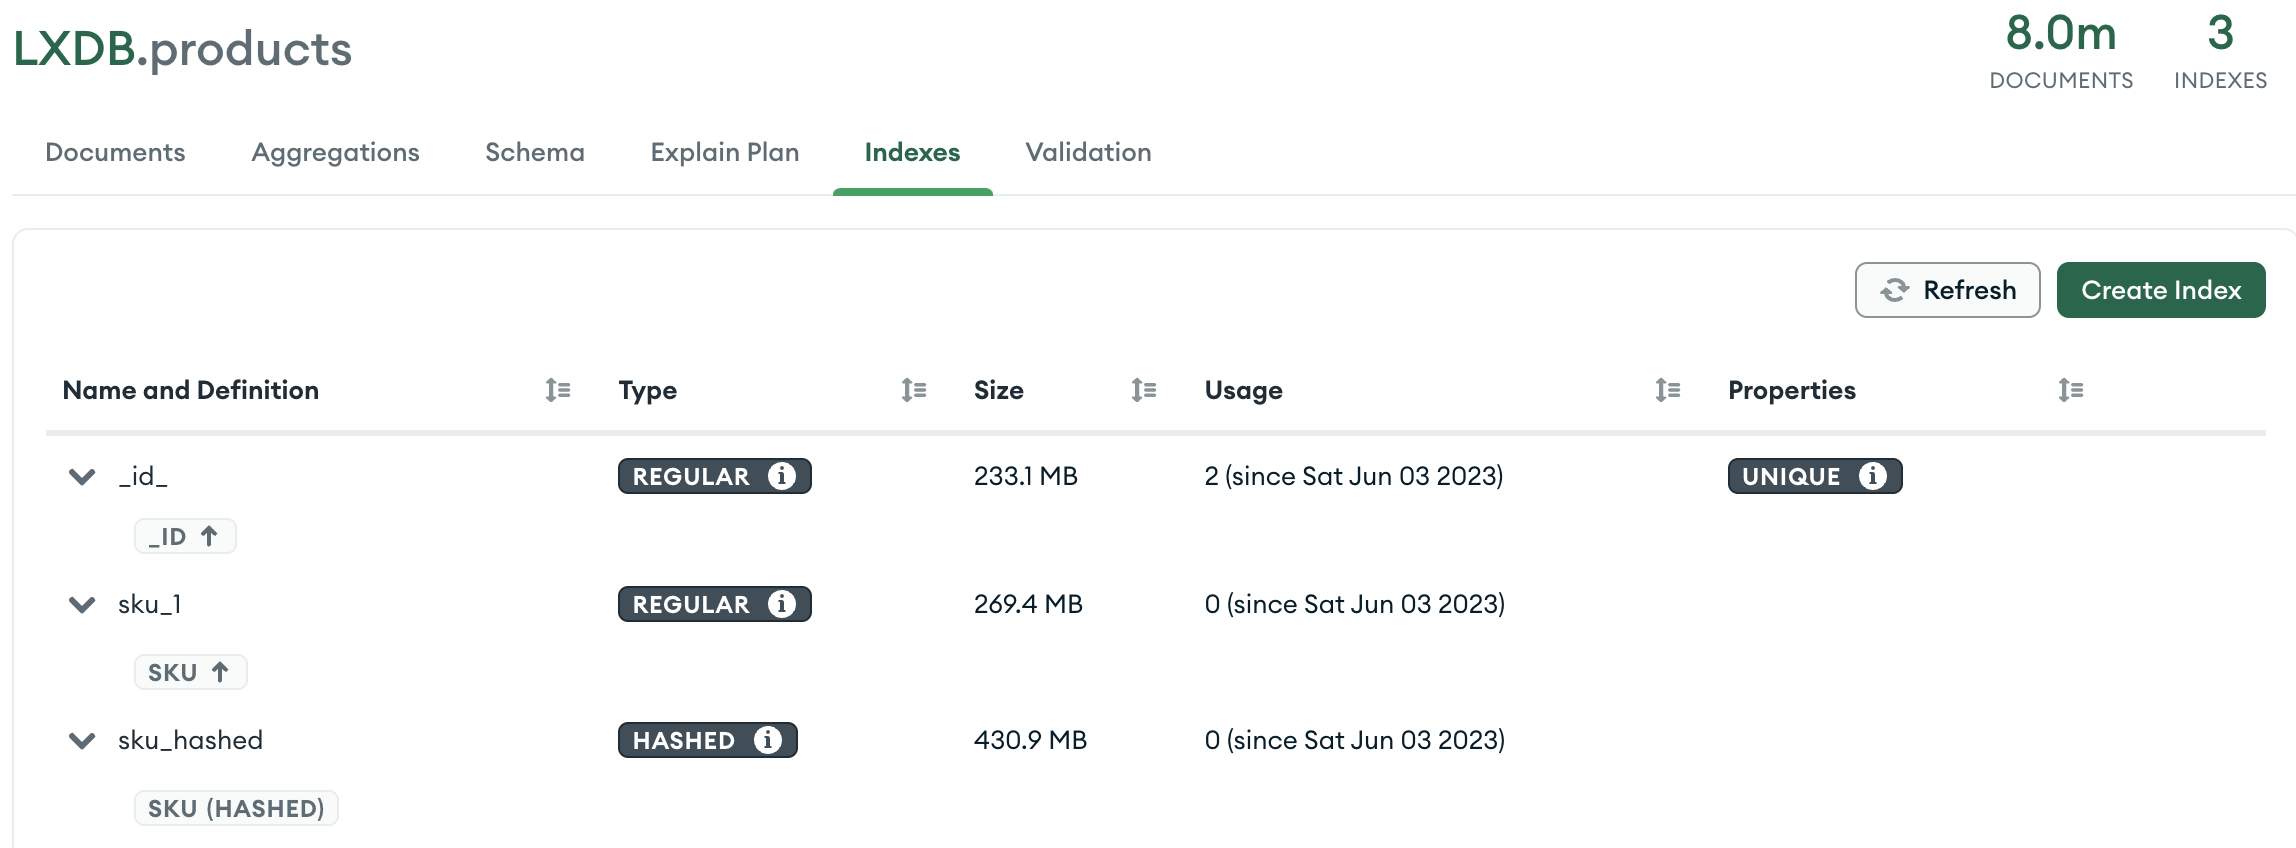 LXDB.products
8.0m 3
DOCUMENTS INDEXES
Documents Aggregations Schema Explain Plan Indexes Validation
Refresh Create Index
Name and Definition Type Size Usage Properties
_id_ REGULAR 233.1 MB 2 (since Sat Jun 03 2023) UNIQUE
_ID ↑
sku_1 REGULAR 269.4 MB 0 (since Sat Jun 03 2023)
SKU ↑
sku_hashed HASHED 430.9 MB 0 (since Sat Jun 03 2023)
SKU (HASHED)